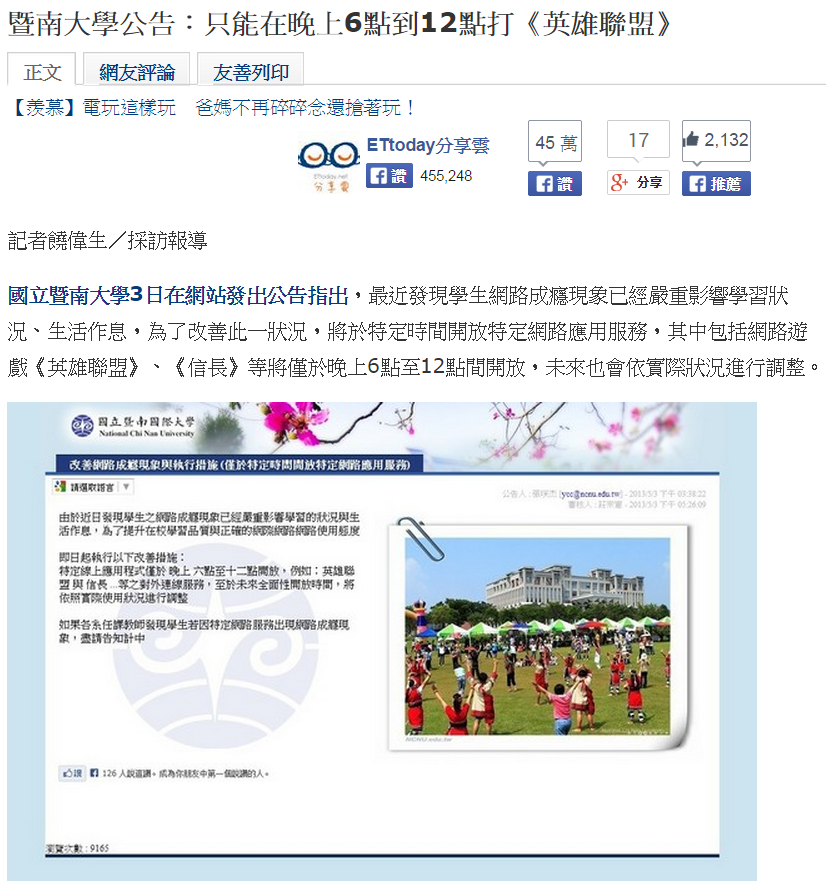 暨南大學公告：只能在晚上6點到12點打《英雄聯盟》
正文 網友評論 友善列印
【羨慕】電玩這樣玩 爸媽不再碎碎念還搶著玩！
ETtoday分享雲
讚 455,248
45 萬
讚
17
分享
2,132
推薦
ETtoday.net
分享雲
記者饒偉生／採訪報導
國立暨南大學3日在網站發出公告指出，最近發現學生網路成癮現象已經嚴重影響學習狀
況、生活作息，為了改善此一狀況，將於特定時間開放特定網路應用服務，其中包括網路遊
戲《英雄聯盟》、《信長》等將僅於晚上6點至12點間開放，未來也會依實際狀況進行調整。
國立暨南國際大學
National Chi Nan University
改善網路成癮現象與執行措施(僅於特定時間開放特定網路應用服務)
請選取語言 ▼
[ycc@ncnu.edu.tw] - 2013/5/3 下午 03:38:22
2013/5/3 下午 05:26:09
由於近日發現學生之網路成癮現象已經嚴重影響學習的狀況與生
活作息，為了提升在校學習品質與正確的網際網路網路使用態度
即日起執行以下改善措施：
特定線上應用程式僅於 晚上 六點至十二點開放，例如：英雄聯
盟 與 信長 ...等之對外連線服務，至於未來全面性開放時間，將
依照實際使用狀況進行調整
如果各系任課教師發現學生若因特定網路服務出現網路成癮現
象，盡請告知計中
NCNU.edu.tw
讚 126 人說這讚。成為你朋友中第一個說讚的人。
瀏覽次數 : 9165